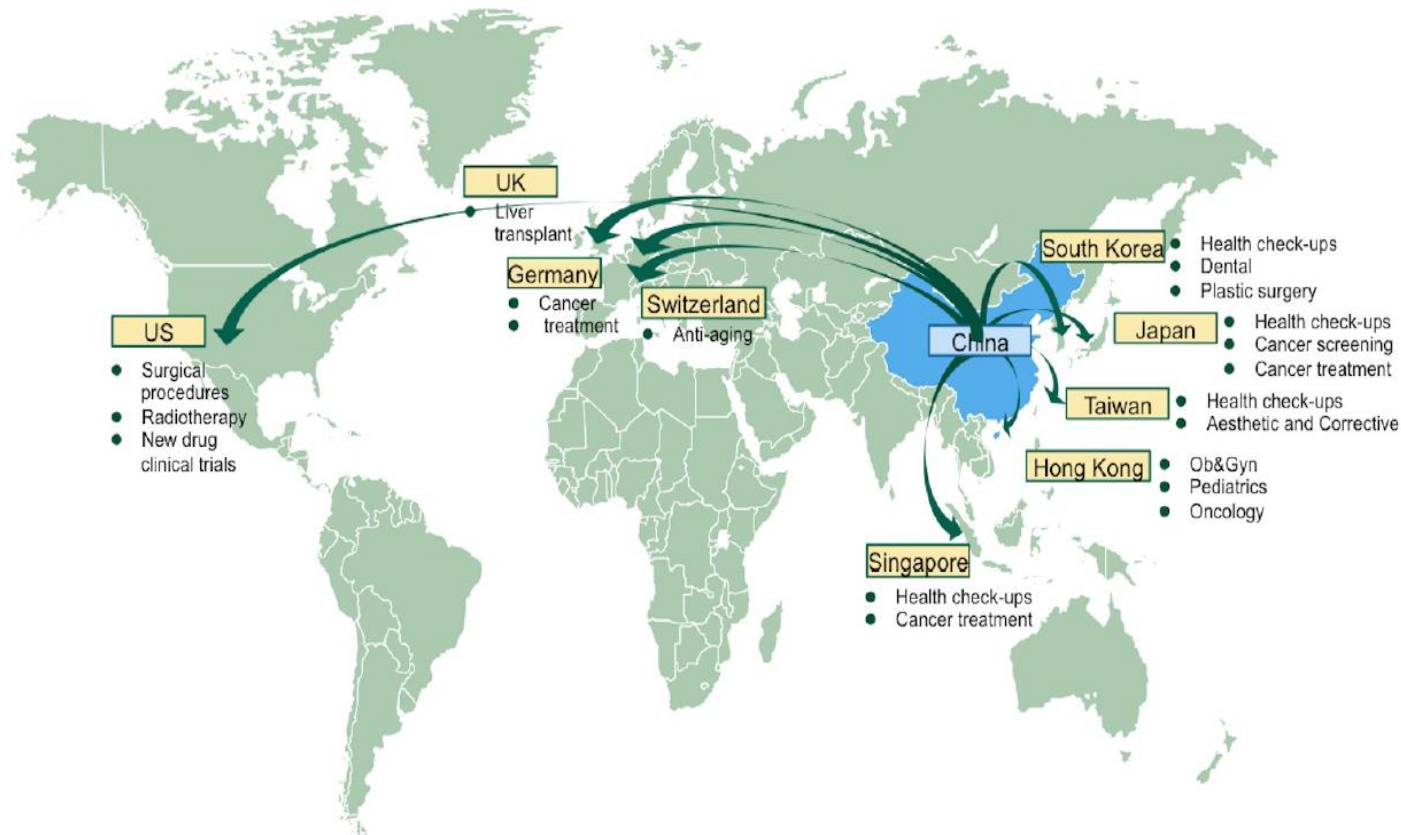 UK
Liver
transplant
Germany
Cancer
treatment
Switzerland
Anti-aging
US
Surgical
procedures
Radiotherapy
New drug
clinical trials
China
South Korea
Health check-ups
Dental
Plastic surgery
Japan
Health check-ups
Cancer screening
Cancer treatment
Taiwan
Health check-ups
Aesthetic and Corrective
Hong Kong
Ob&Gyn
Pediatrics
Oncology
Singapore
Health check-ups
Cancer treatment